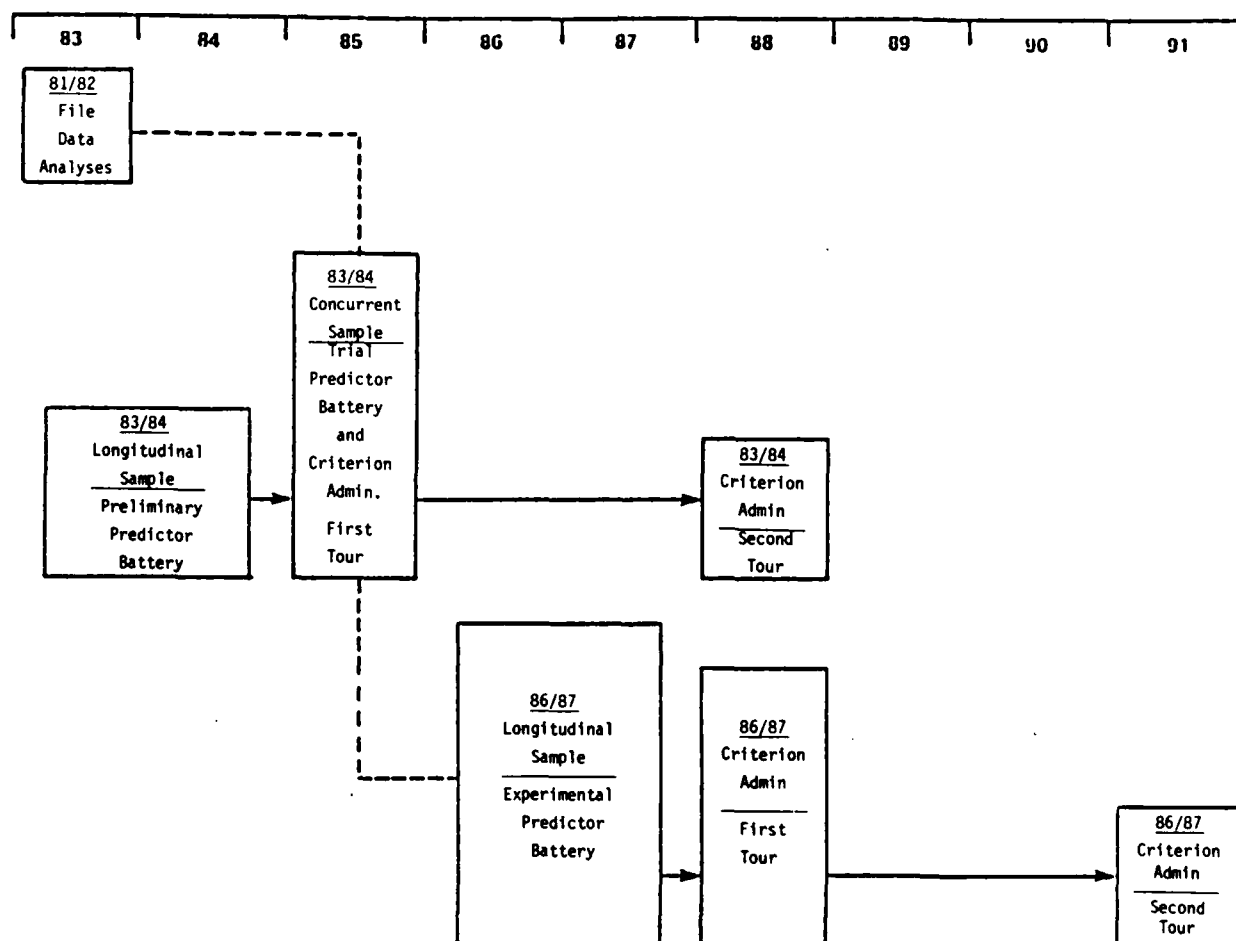 83 84 85 86 87 88 89 90 91
81/82
File
Data
Analyses
83/84
Concurrent
Sample
Trial
Predictor
Battery
and
Criterion
Admin.
First
Tour
83/84
Longitudinal
Sample
Preliminary
Predictor
Battery
83/84
Criterion
Admin
Second
Tour
86/87
Longitudinal
Sample
Experimental
Predictor
Battery
86/87
Criterion
Admin
First
Tour
86/87
Criterion
Admin
Second
Tour